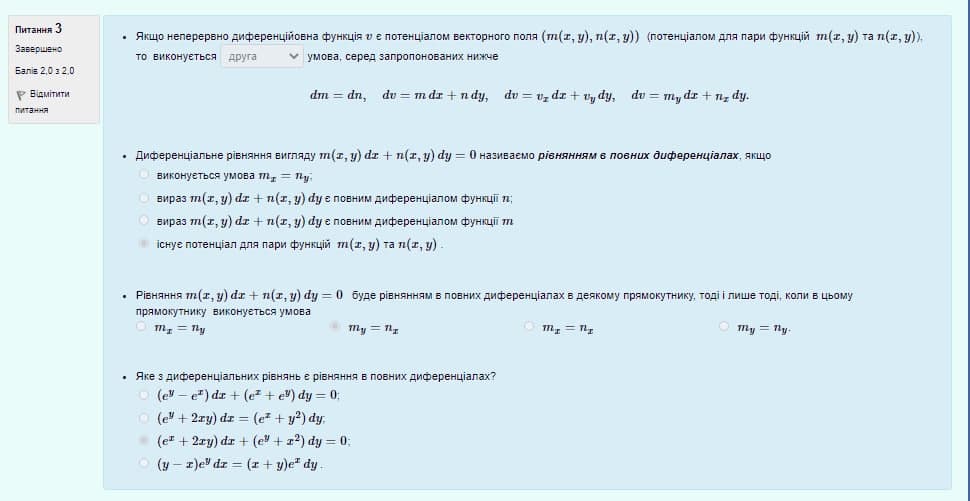 Питання 3
Завершено
Балів 2,0 з 2,0
Відмітити
питання
• Якщо неперервно диференційовна функція v є потенціалом векторного поля (m(x, y), n(x, y)) (потенціалом для пари функцій m(x, y) та n(x, y)),
то виконується друга умова, серед запропонованих нижче
dm = dn, dv = m dx + n dy, dv = v_x dx + v_y dy, dv = m_y dx + n_x dy.
• Диференціальне рівняння вигляду m(x, y) dx + n(x, y) dy = 0 називаємо рівнянням в повних диференціалах, якщо
виконується умова m_x = n_y;
вираз m(x, y) dx + n(x, y) dy є повним диференціалом функції n;
вираз m(x, y) dx + n(x, y) dy є повним диференціалом функції m
існує потенціал для пари функцій m(x, y) та n(x, y) .
• Рівняння m(x, y) dx + n(x, y) dy = 0 буде рівнянням в повних диференціалах в деякому прямокутнику, тоді і лише тоді, коли в цьому
прямокутнику виконується умова
m_x = n_y m_y = n_x m_x = n_x m_y = n_y.
• Яке з диференціальних рівнянь є рівняння в повних диференціалах?
(e^y − e^x) dx + (e^x + e^y) dy = 0;
(e^y + 2xy) dx = (e^x + y²) dy;
(e^x + 2xy) dx + (e^y + x²) dy = 0;
(y − x)e^y dx = (x + y)e^x dy .